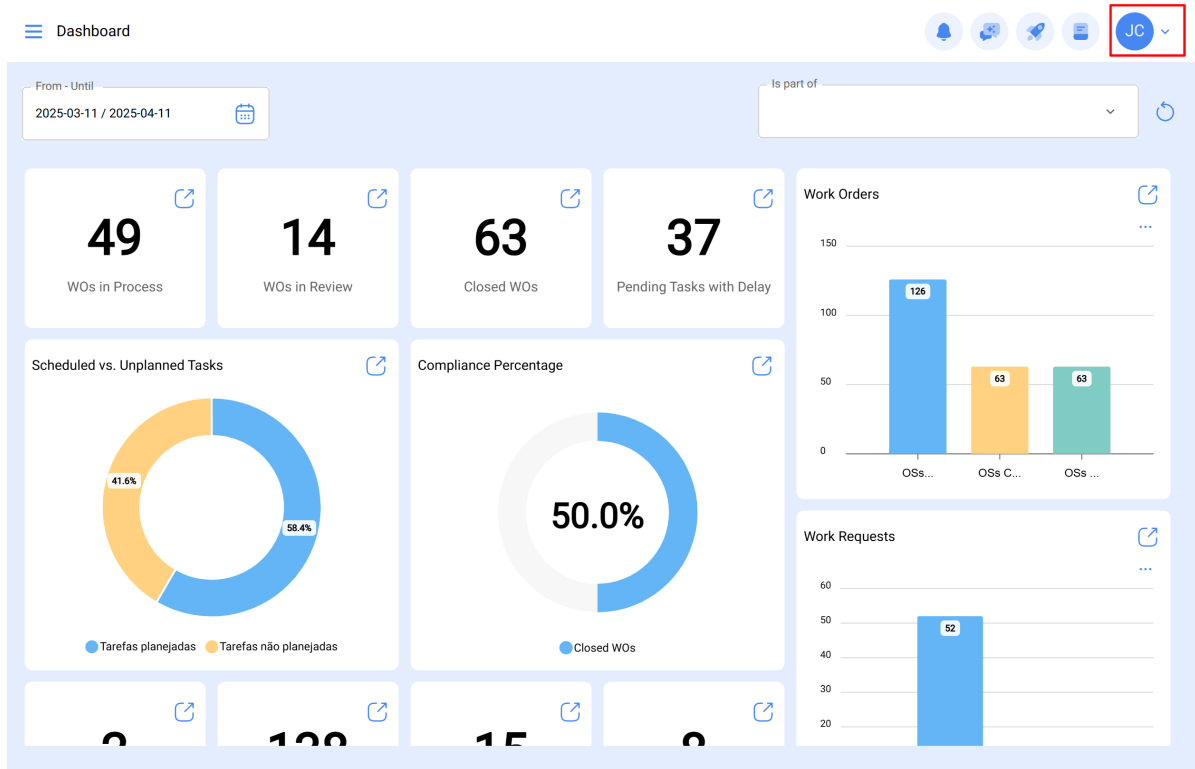 Dashboard
JC
From - Until
2025-03-11 / 2025-04-11
Is part of
49
WOs in Process
14
WOs in Review
63
Closed WOs
37
Pending Tasks with Delay
Work Orders
...
150
100
50
0
126
63
63
OSs...
OSs C...
OSs ...
Scheduled vs. Unplanned Tasks
41.6%
58.4%
Tarefas planejadas
Tarefas não planejadas
Compliance Percentage
50.0%
Closed WOs
Work Requests
...
60
50
40
30
20
52